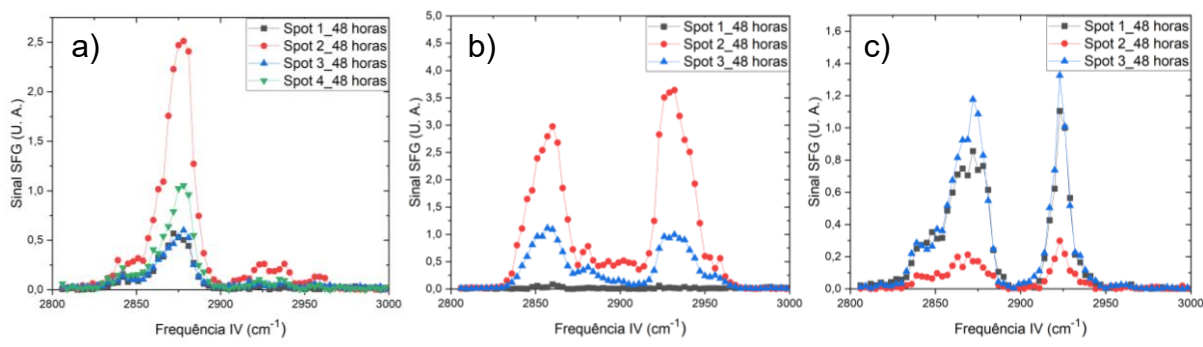 a)
Spot 1_48 horas
Spot 2_48 horas
Spot 3_48 horas
Spot 4_48 horas
Sinal SFG (U. A.)
2,5
2,0
1,5
1,0
0,5
0,0
2800 2850 2900 2950 3000
Frequência IV (cm⁻¹)
b)
Spot 1_48 horas
Spot 2_48 horas
Spot 3_48 horas
Sinal SFG (U. A.)
5,0
4,5
4,0
3,5
3,0
2,5
2,0
1,5
1,0
0,5
0,0
2800 2850 2900 2950 3000
Frequência IV (cm⁻¹)
c)
Spot 1_48 horas
Spot 2_48 horas
Spot 3_48 horas
Sinal SFG (U. A.)
1,6
1,4
1,2
1,0
0,8
0,6
0,4
0,2
0,0
2800 2850 2900 2950 3000
Frequência IV (cm⁻¹)